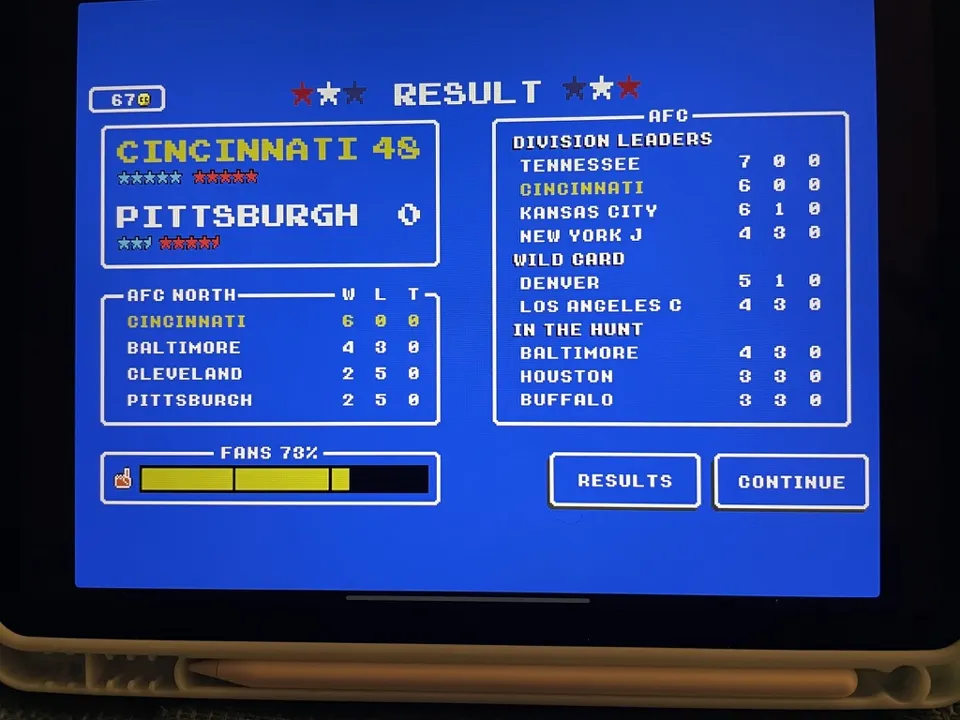 67
RESULT
CINCINNATI 48
PITTSBURGH 0
AFC NORTH W L T
CINCINNATI 6 0 0
BALTIMORE 4 3 0
CLEVELAND 2 5 0
PITTSBURGH 2 5 0
FANS 73%
AFC
DIVISION LEADERS
TENNESSEE 7 0 0
CINCINNATI 6 0 0
KANSAS CITY 6 1 0
NEW YORK J 4 3 0
WILD CARD
DENVER 5 1 0
LOS ANGELES C 4 3 0
IN THE HUNT
BALTIMORE 4 3 0
HOUSTON 3 3 0
BUFFALO 3 3 0
RESULTS
CONTINUE